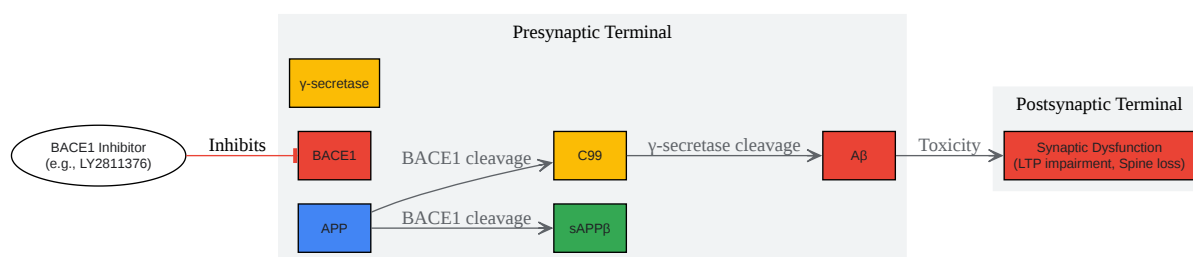 Presynaptic Terminal
γ-secretase
Postsynaptic Terminal
BACE1 Inhibitor
(e.g., LY2811376)
Inhibits
BACE1
BACE1 cleavage
C99
γ-secretase cleavage
Aβ
Toxicity
Synaptic Dysfunction
(LTP impairment, Spine loss)
APP
BACE1 cleavage
sAPPβ